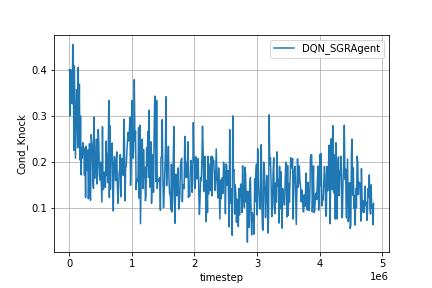 DQN_SGRAgent
0.4
0.3
0.2
0.1
Cond_Knock
0 1 2 3 4 5
1e6
timestep